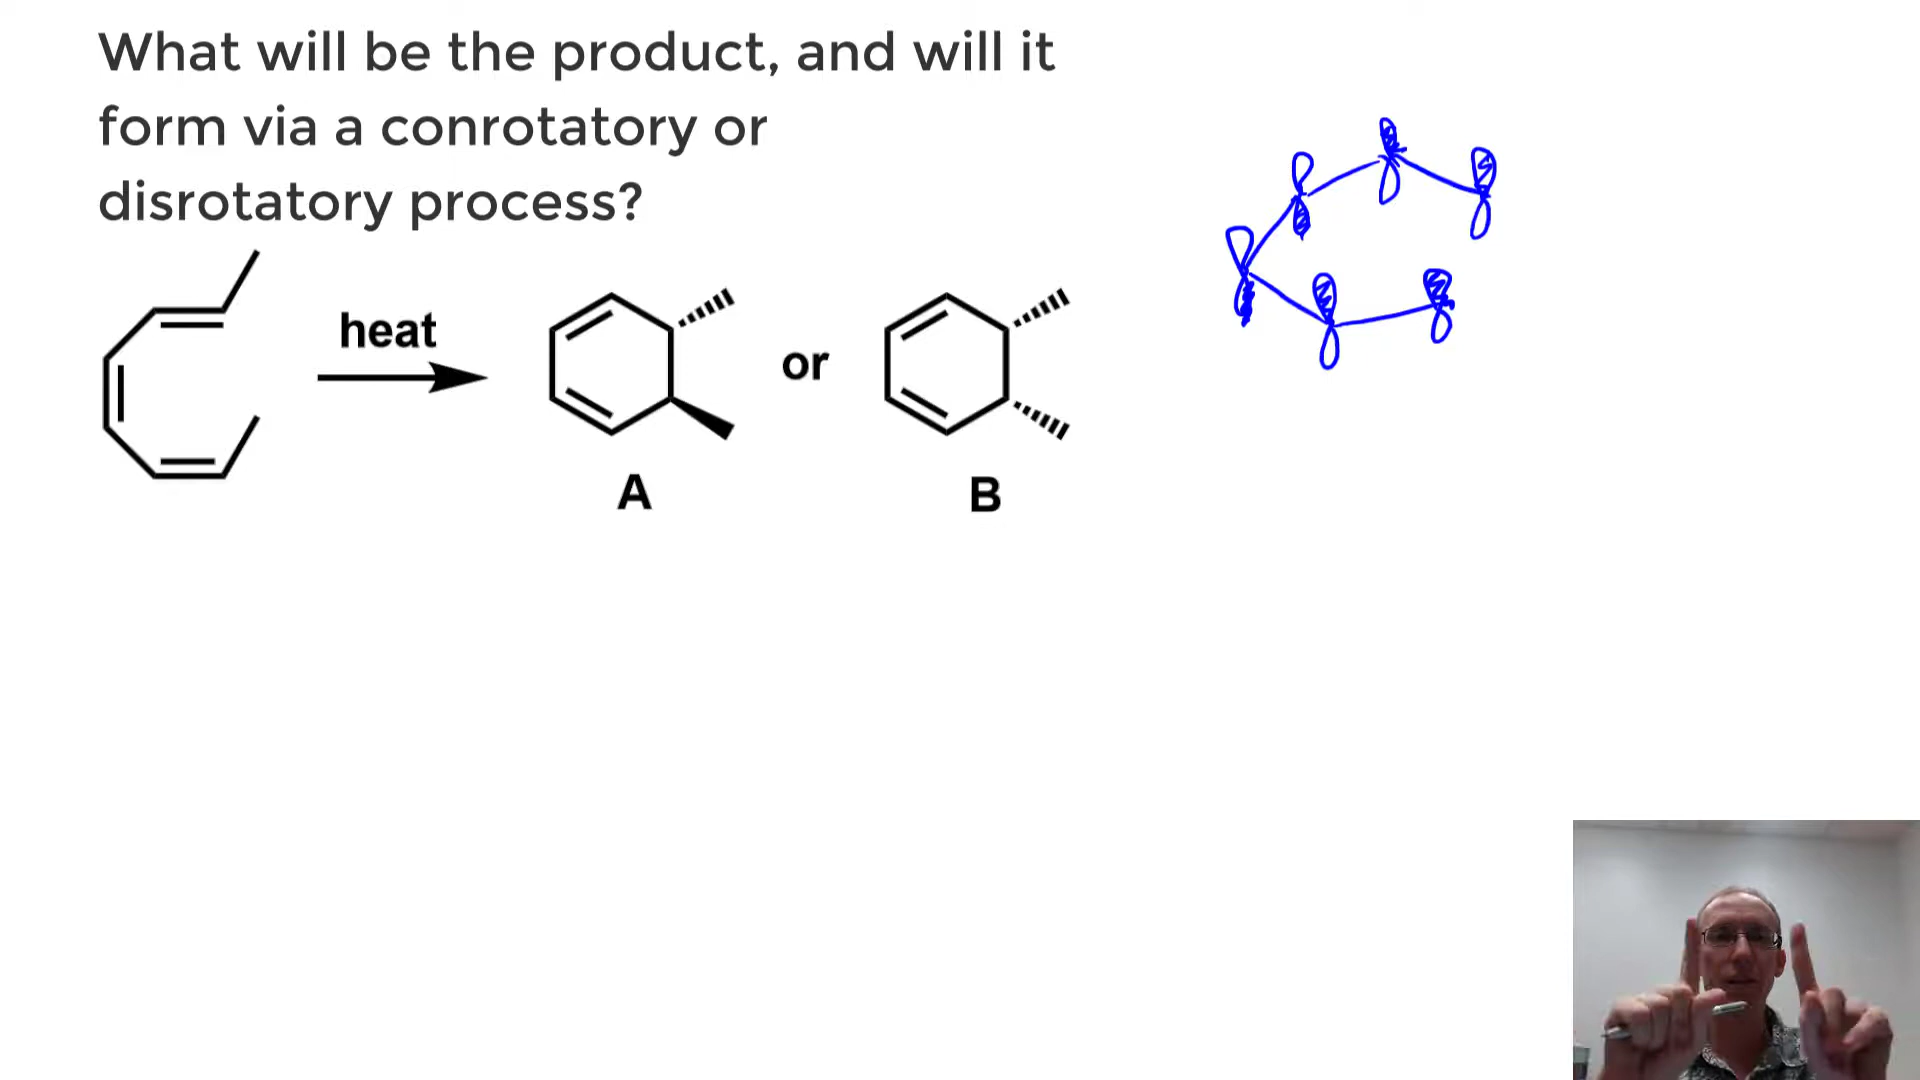 What will be the product, and will it
form via a conrotatory or
disrotatory process?
heat
or
A
B